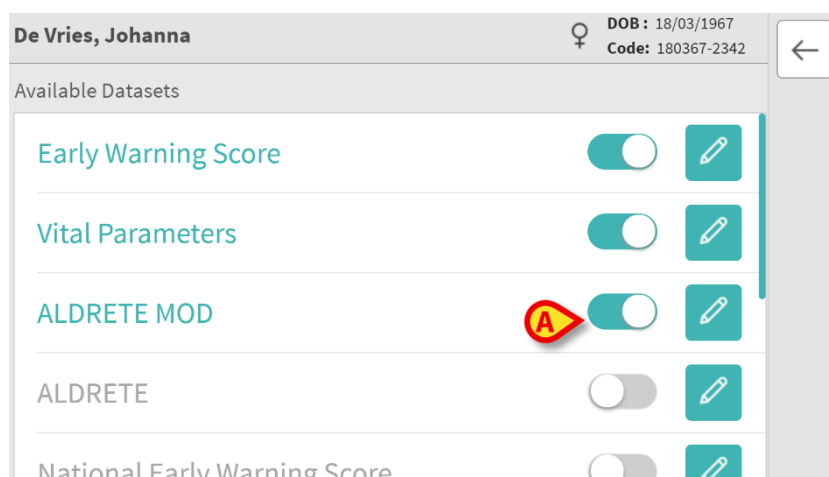 De Vries, Johanna
DOB : 18/03/1967
Code: 180367-2342
Available Datasets
Early Warning Score
Vital Parameters
ALDRETE MOD
A
ALDRETE
National Early Warning Score